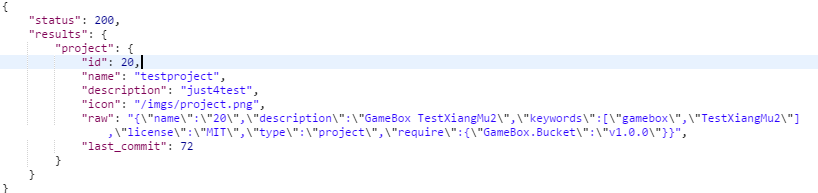 {
    "status": 200,
    "results": {
        "project": {
            "id": 20,
            "name": "testproject",
            "description": "just4test",
            "icon": "/imgs/project.png",
            "raw": "{\"name\":\"20\",\"description\":\"GameBox TestXiangMu2\",\"keywords\":[\"gamebox\",\"TestXiangMu2\"]
                ,\"license\":\"MIT\",\"type\":\"project\",\"require\":{\"GameBox.Bucket\":\"v1.0.0\"}}",
            "last_commit": 72
        }
    }
}